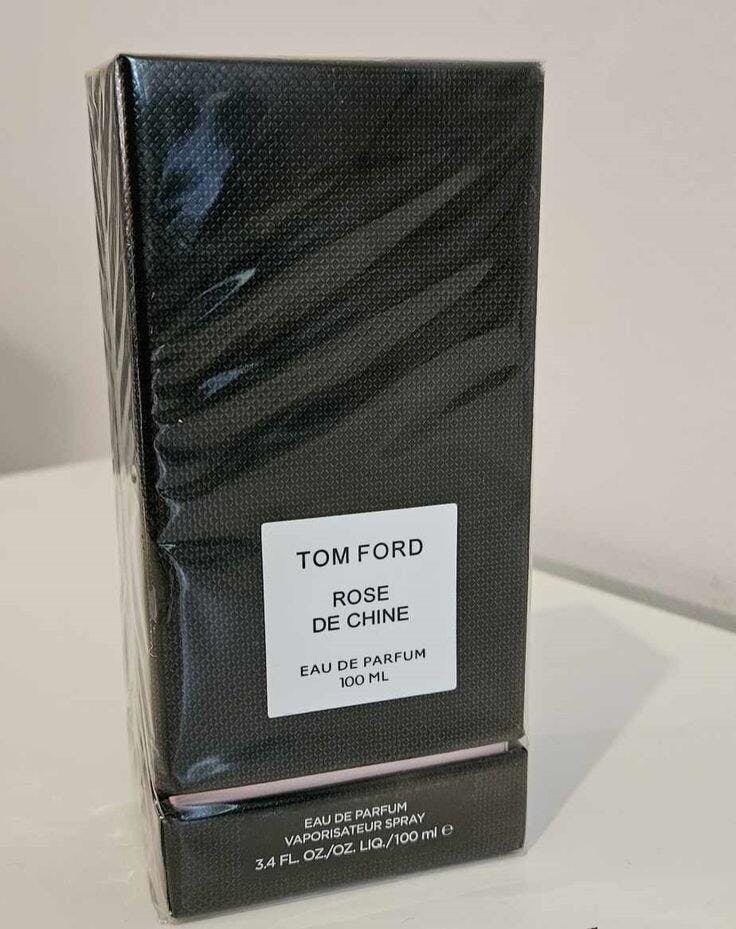 TOM FORD
ROSE
DE CHINE
EAU DE PARFUM
100 ML
EAU DE PARFUM
VAPORISATEUR SPRAY
3.4 FL. OZ./OZ. LIQ./100 ml ℮